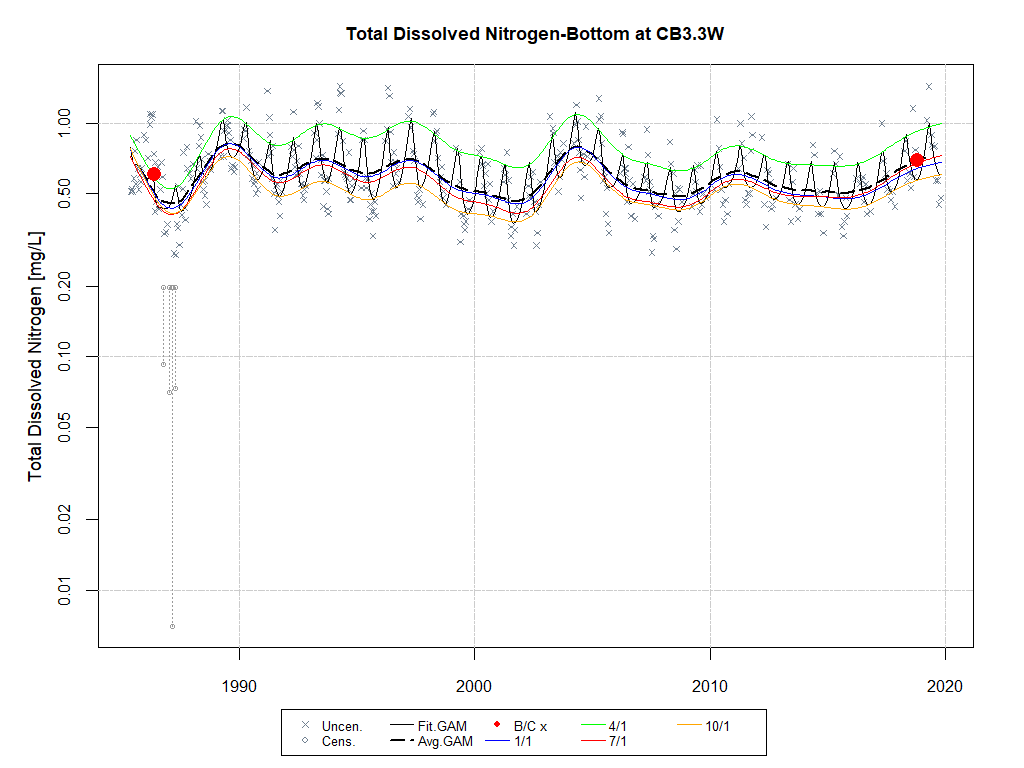 Total Dissolved Nitrogen-Bottom at CB3.3W
Total Dissolved Nitrogen [mg/L]
1.00
0.50
0.20
0.10
0.05
0.02
0.01
1990 2000 2010 2020
Uncen. Fit.GAM B/C x 4/1 10/1
Cens. Avg.GAM 1/1 7/1